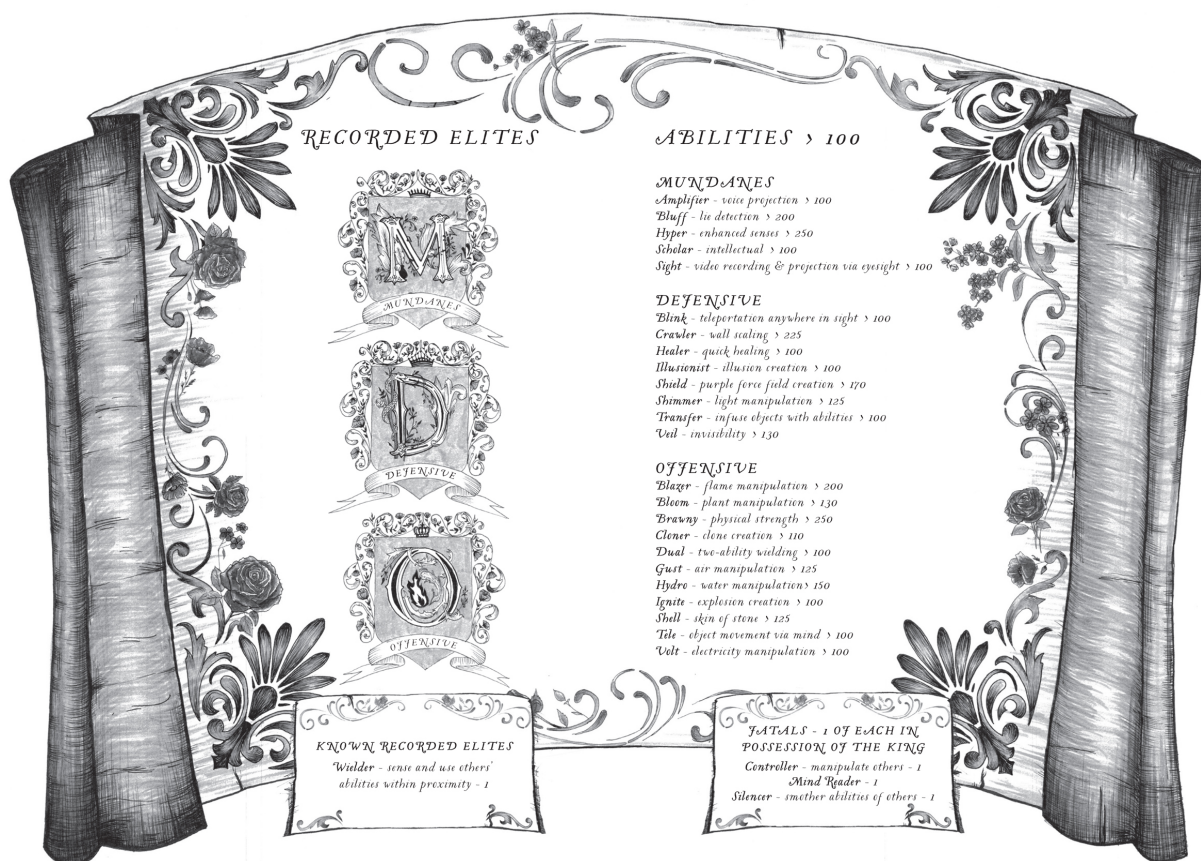 RECORDED ELITES
M
MUNDANES
D
DEFENSIVE
O
OFFENSIVE
ABILITIES > 100
MUNDANES
Amplifier - voice projection > 100
Bluff - lie detection > 200
Hyper - enhanced senses > 250
Scholar - intellectual > 100
Sight - video recording & projection via eyesight > 100
DEFENSIVE
Blink - teleportation anywhere in sight > 100
Crawler - wall scaling > 225
Healer - quick healing > 100
Illusionist - illusion creation > 100
Shield - purple force field creation > 170
Shimmer - light manipulation > 125
Transfer - infuse objects with abilities > 100
Veil - invisibility > 130
OFFENSIVE
Blazer - flame manipulation > 200
Bloom - plant manipulation > 130
Brawny - physical strength > 250
Cloner - clone creation > 110
Dual - two-ability wielding > 100
Gust - air manipulation > 125
Hydro - water manipulation> 150
Ignite - explosion creation > 100
Shell - skin of stone > 125
Tele - object movement via mind > 100
Volt - electricity manipulation > 100
KNOWN RECORDED ELITES
Wielder - sense and use others'
abilities within proximity - 1
FATALS - 1 OF EACH IN
POSSESSION OF THE KING
Controller - manipulate others - 1
Mind Reader - 1
Silencer - smother abilities of others - 1